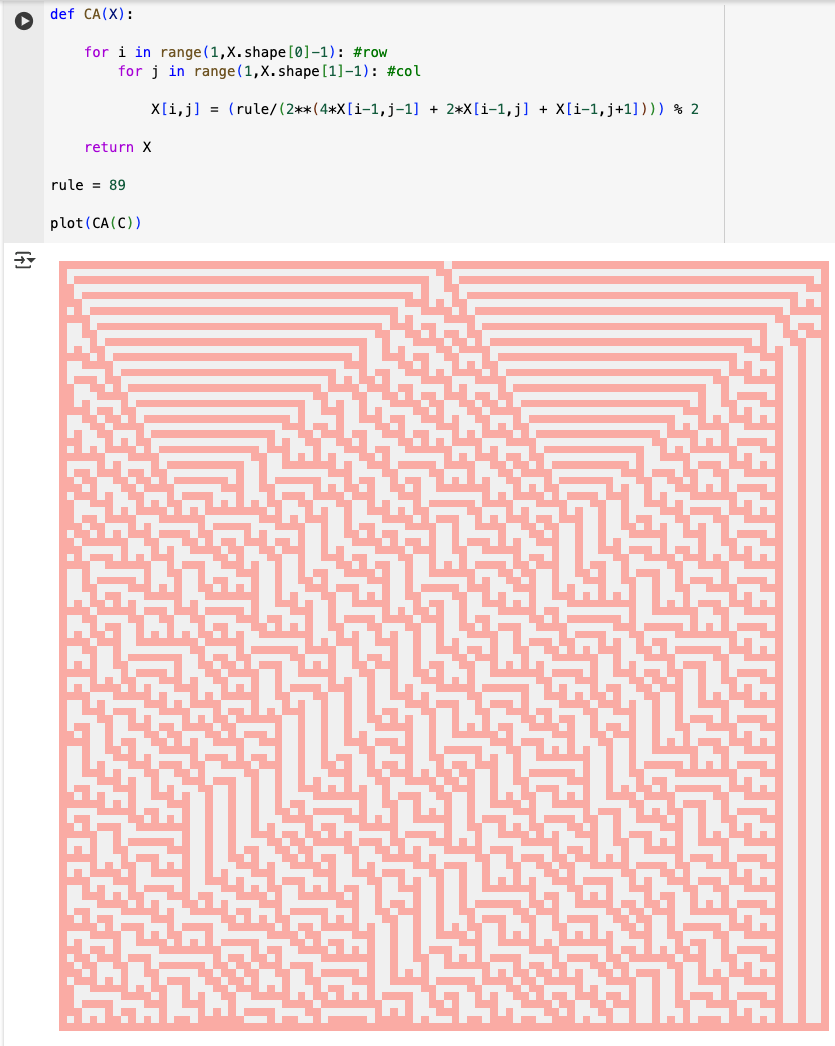 def CA(X):
for i in range(1,X.shape[0]-1): #row
for j in range(1,X.shape[1]-1): #col
X[i,j] = (rule/(2**(4*X[i-1,j-1] + 2*X[i-1,j] + X[i-1,j+1]))) % 2
return X
rule = 89
plot(CA(C))